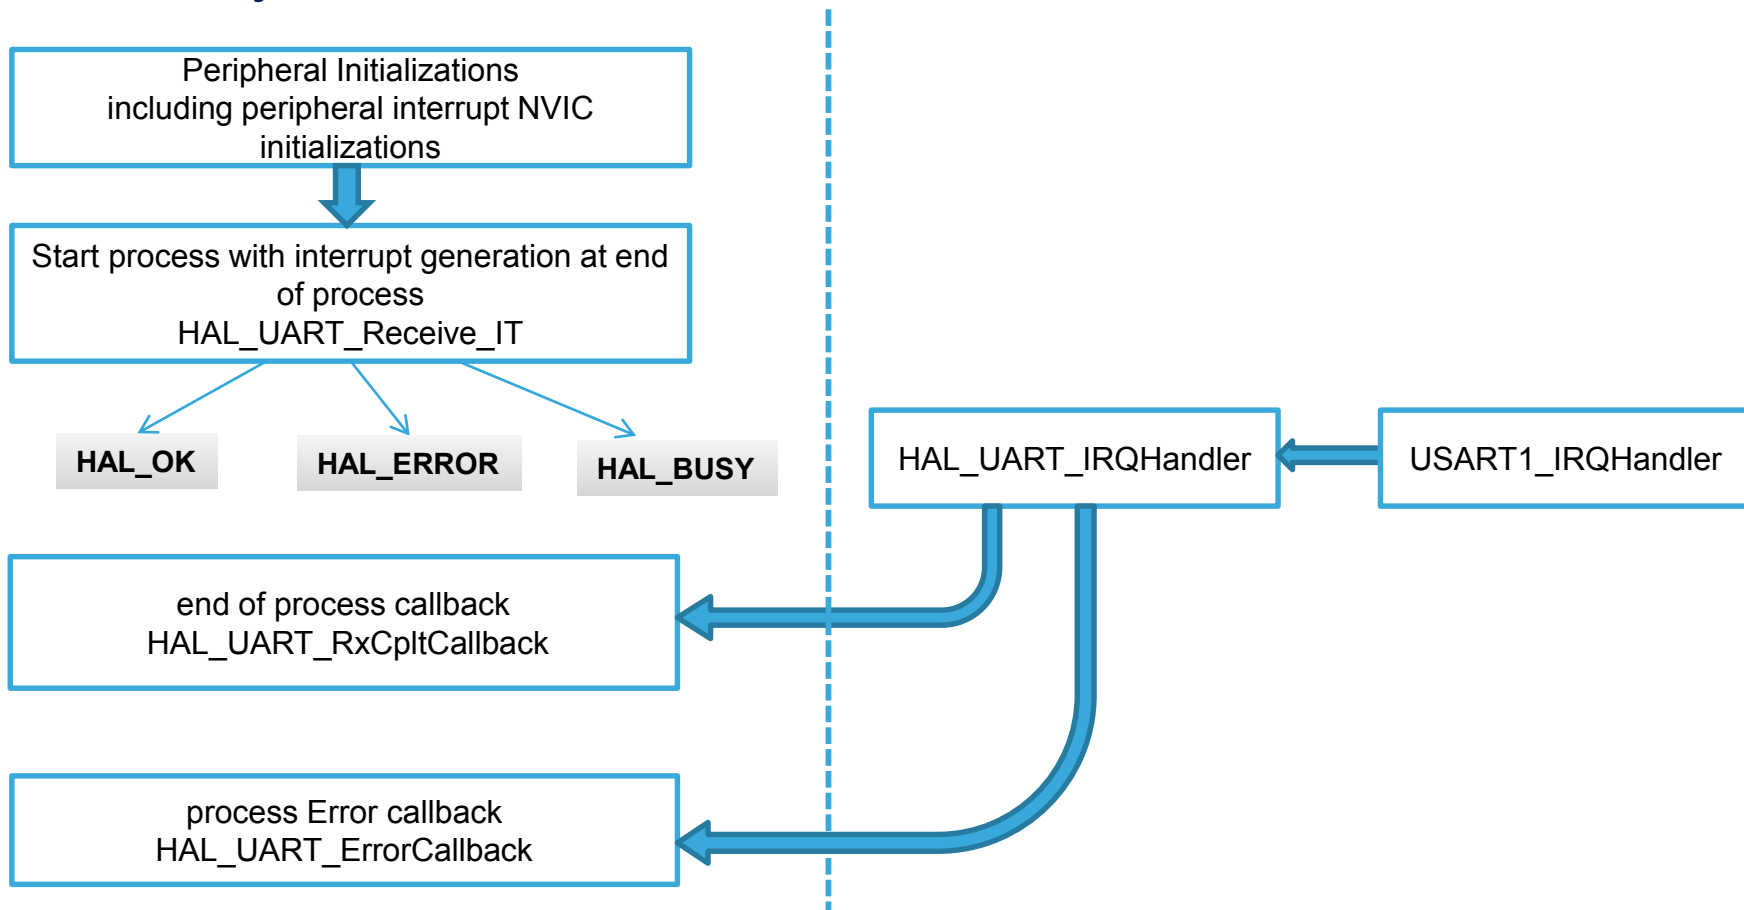 Peripheral Initializations
including peripheral interrupt NVIC
initializations
Start process with interrupt generation at end
of process
HAL_UART_Receive_IT
HAL_OK
HAL_ERROR
HAL_BUSY
HAL_UART_IRQHandler
USART1_IRQHandler
end of process callback
HAL_UART_RxCpltCallback
process Error callback
HAL_UART_ErrorCallback